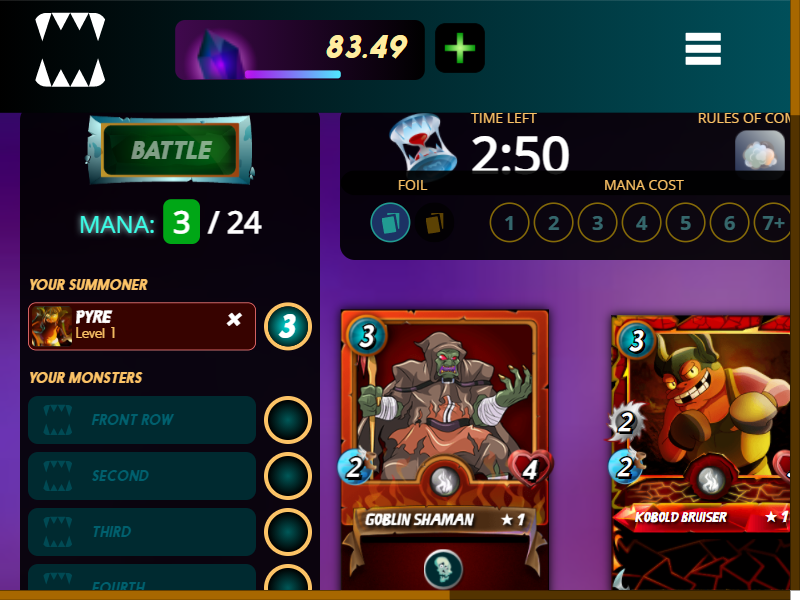 83.49
BATTLE
MANA: 3 / 24
YOUR SUMMONER
PYRE
Level 1
3
YOUR MONSTERS
FRONT ROW
SECOND
THIRD
FOURTH
TIME LEFT
2:50
RULES OF COM
FOIL
MANA COST
1 2 3 4 5 6 7+
3
2
4
GOBLIN SHAMAN ★ 1
3
2
2
KOBOLD BRUISER ★ 1